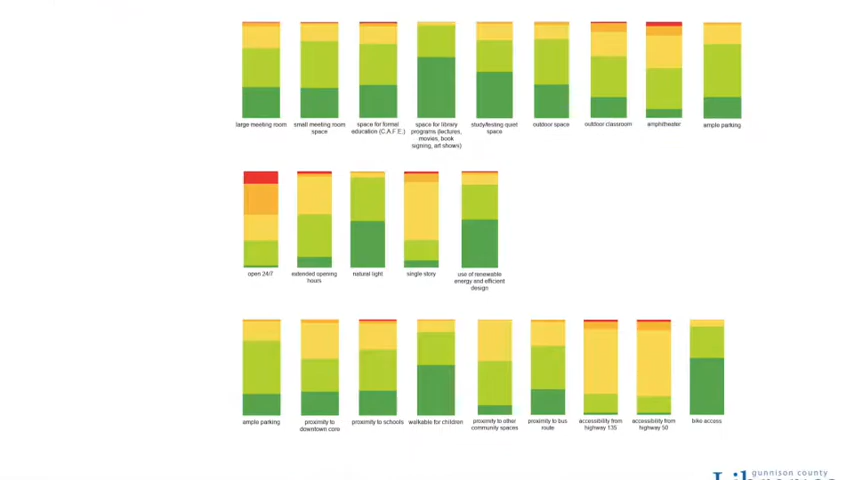 large meeting room
small meeting room
space
space for formal
education (C.A.F.E.)
space for library
programs (lectures,
movies, book
signing, art shows)
study/testing quiet
space
outdoor space
outdoor classroom
amphitheater
ample parking
open 24/7
extended opening
hours
natural light
single story
use of renewable
energy and efficient
design
ample parking
proximity to
downtown core
proximity to schools
walkable for children
proximity to other
community spaces
proximity to bus
route
accessibility from
highway 135
accessibility from
highway 50
bike access
gunnison county
Libraries